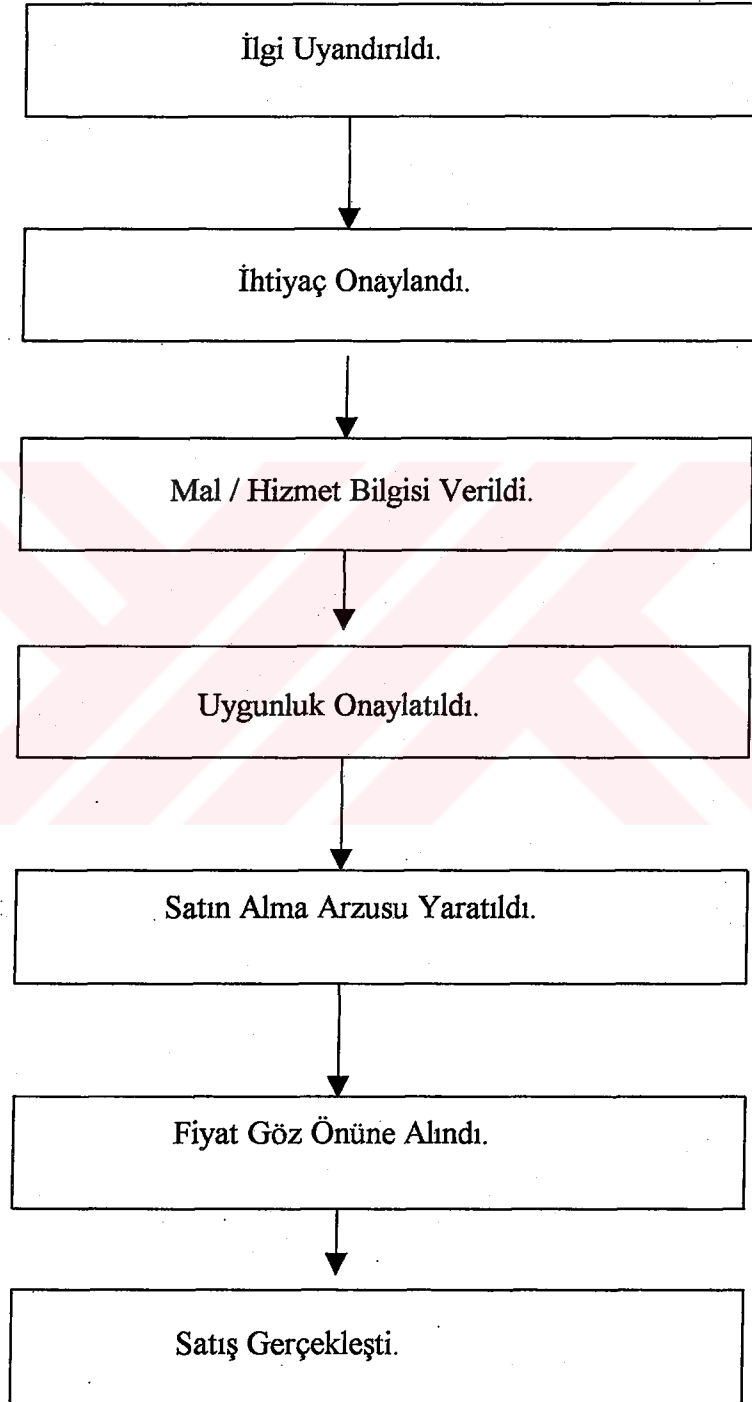 İlgi Uyandırıldı.
İhtiyaç Onaylandı.
Mal / Hizmet Bilgisi Verildi.
Uygunluk Onaylatıldı.
Satın Alma Arzusu Yaratıldı.
Fiyat Göz Önüne Alındı.
Satış Gerçekleşti.